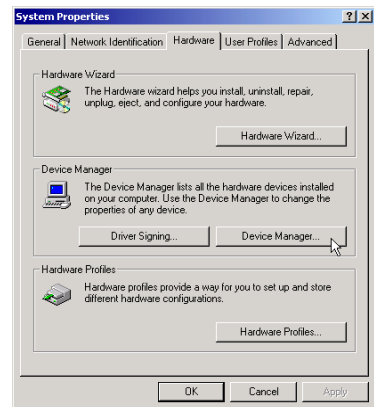 System Properties
General Network Identification Hardware User Profiles Advanced
Hardware Wizard
The Hardware wizard helps you install, uninstall, repair,
unplug, eject, and configure your hardware.
Hardware Wizard...
Device Manager
The Device Manager lists all the hardware devices installed
on your computer. Use the Device Manager to change the
properties of any device.
Driver Signing... Device Manager...
Hardware Profiles
Hardware profiles provide a way for you to set up and store
different hardware configurations.
Hardware Profiles...
OK Cancel Apply